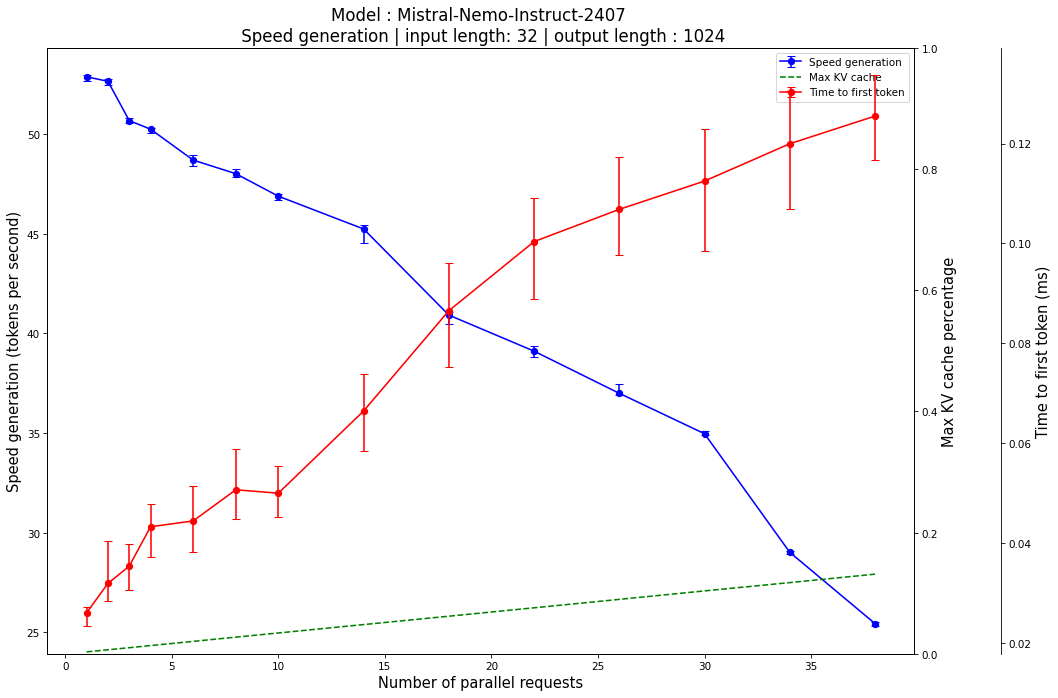 Model : Mistral-Nemo-Instruct-2407
Speed generation | input length: 32 | output length : 1024
Speed generation
Max KV cache
Time to first token
Speed generation (tokens per second)
50
45
40
35
30
25
0
5
10
15
20
25
30
35
Number of parallel requests
1.0
0.8
0.6
0.4
0.2
0.0
Max KV cache percentage
0.12
0.10
0.08
0.06
0.04
0.02
Time to first token (ms)